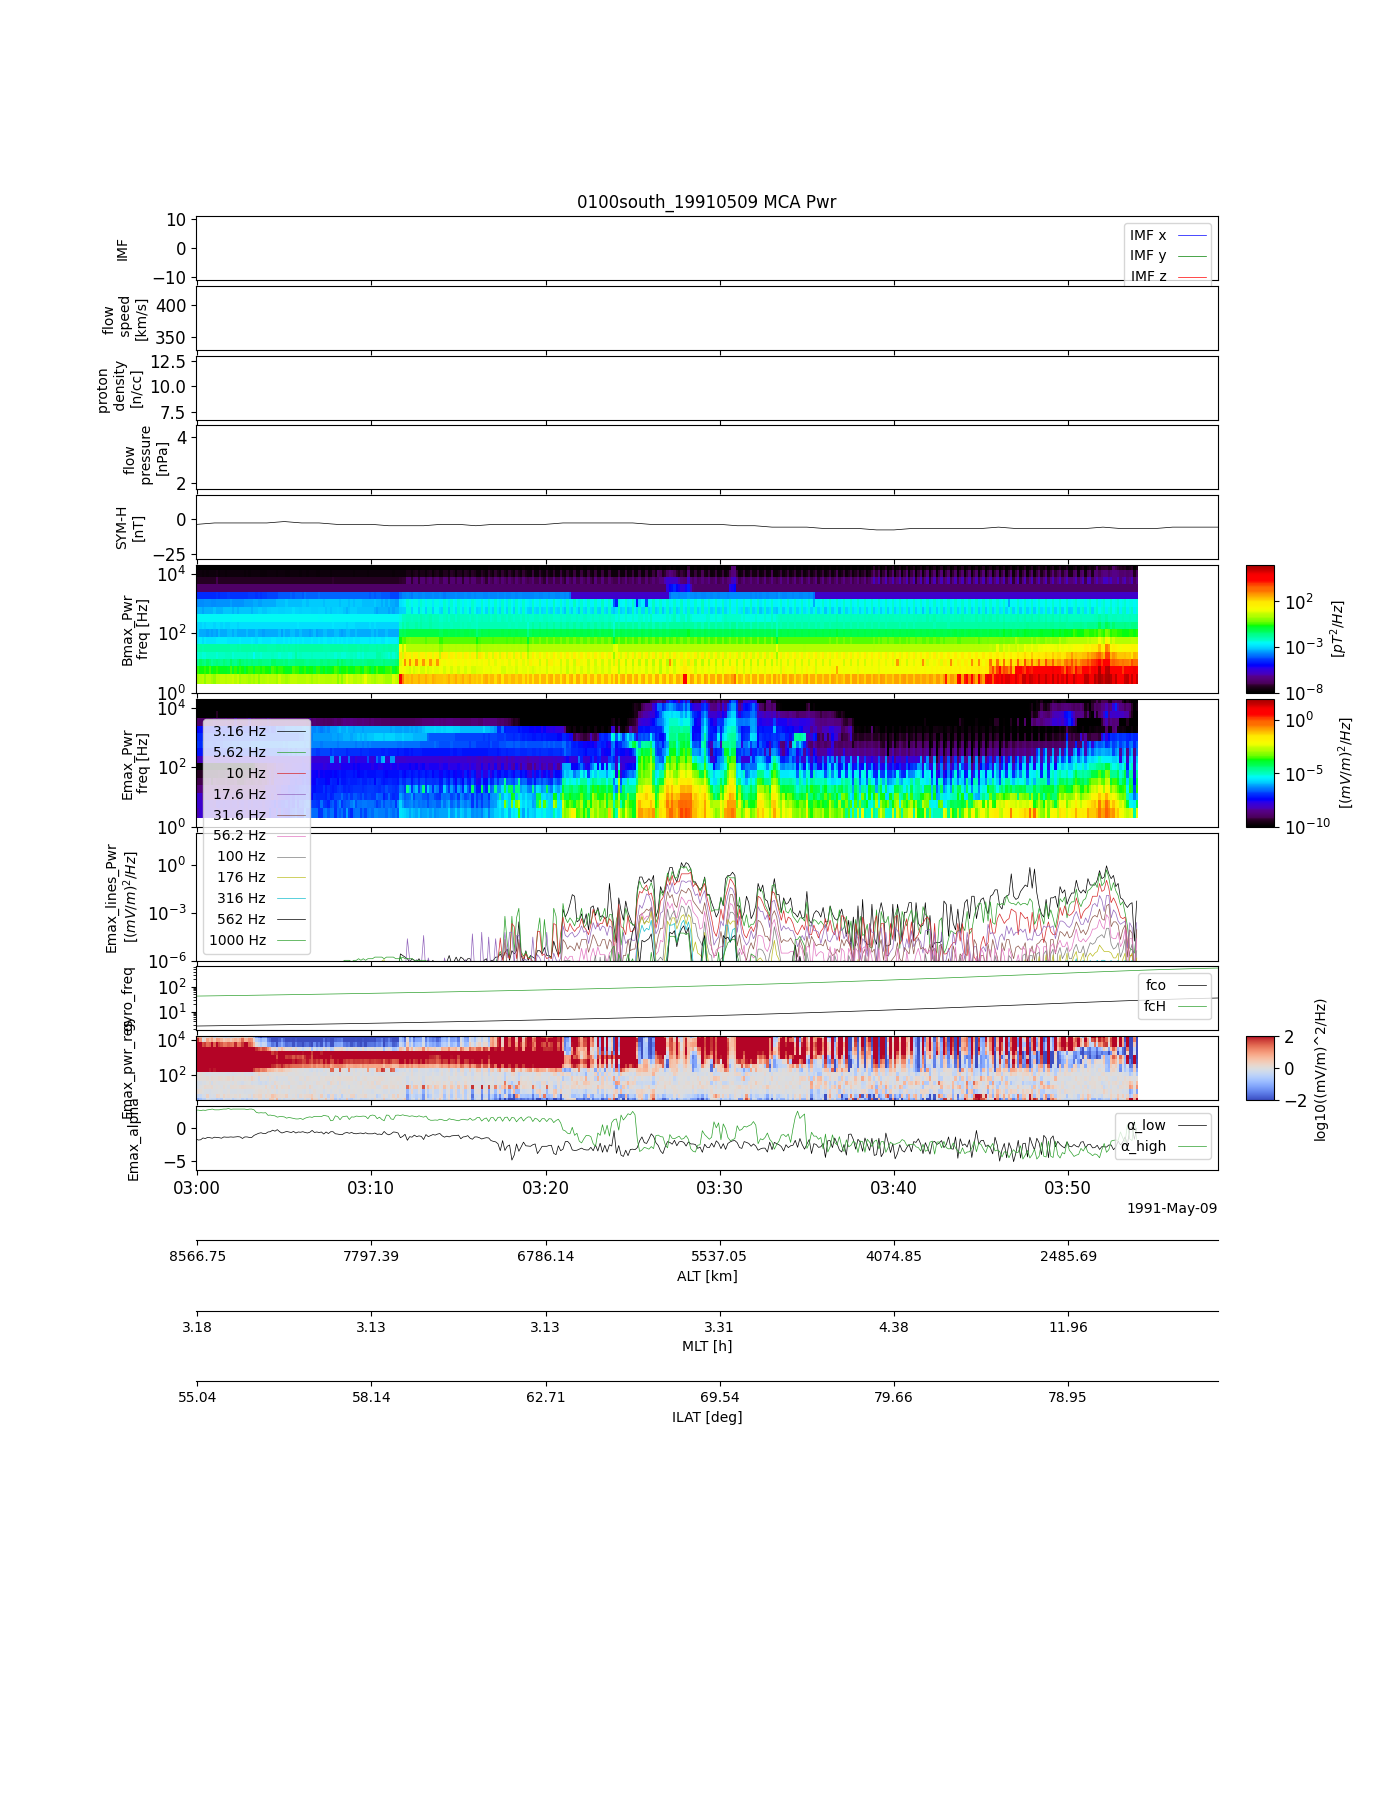 0100south_19910509 MCA Pwr
10
0
−10
IMF
IMF x
IMF y
IMF z
400
350
flow
speed
[km/s]
12.5
10.0
7.5
proton
density
[n/cc]
4
2
flow
pressure
[nPa]
0
−25
SYM-H
[nT]
10^4
10^2
10^0
Bmax_Pwr
freq [Hz]
10^2
10^−3
10^−8
[pT^2/Hz]
10^4
10^2
10^0
Emax_Pwr
freq [Hz]
10^0
10^−5
10^−10
[(mV/m)^2/Hz]
3.16 Hz
5.62 Hz
10 Hz
17.6 Hz
31.6 Hz
56.2 Hz
100 Hz
176 Hz
316 Hz
562 Hz
1000 Hz
10^0
10^−3
10^−6
Emax_lines_Pwr
[(mV/m)^2/Hz]
10^2
10^1
gyro_freq
fco
fcH
10^4
10^2
Emax_pwr_res
2
0
−2
log10((mV/m)^2/Hz)
0
−5
Emax_alpha
α_low
α_high
03:00 03:10 03:20 03:30 03:40 03:50
1991-May-09
8566.75 7797.39 6786.14 5537.05 4074.85 2485.69
ALT [km]
3.18 3.13 3.13 3.31 4.38 11.96
MLT [h]
55.04 58.14 62.71 69.54 79.66 78.95
ILAT [deg]